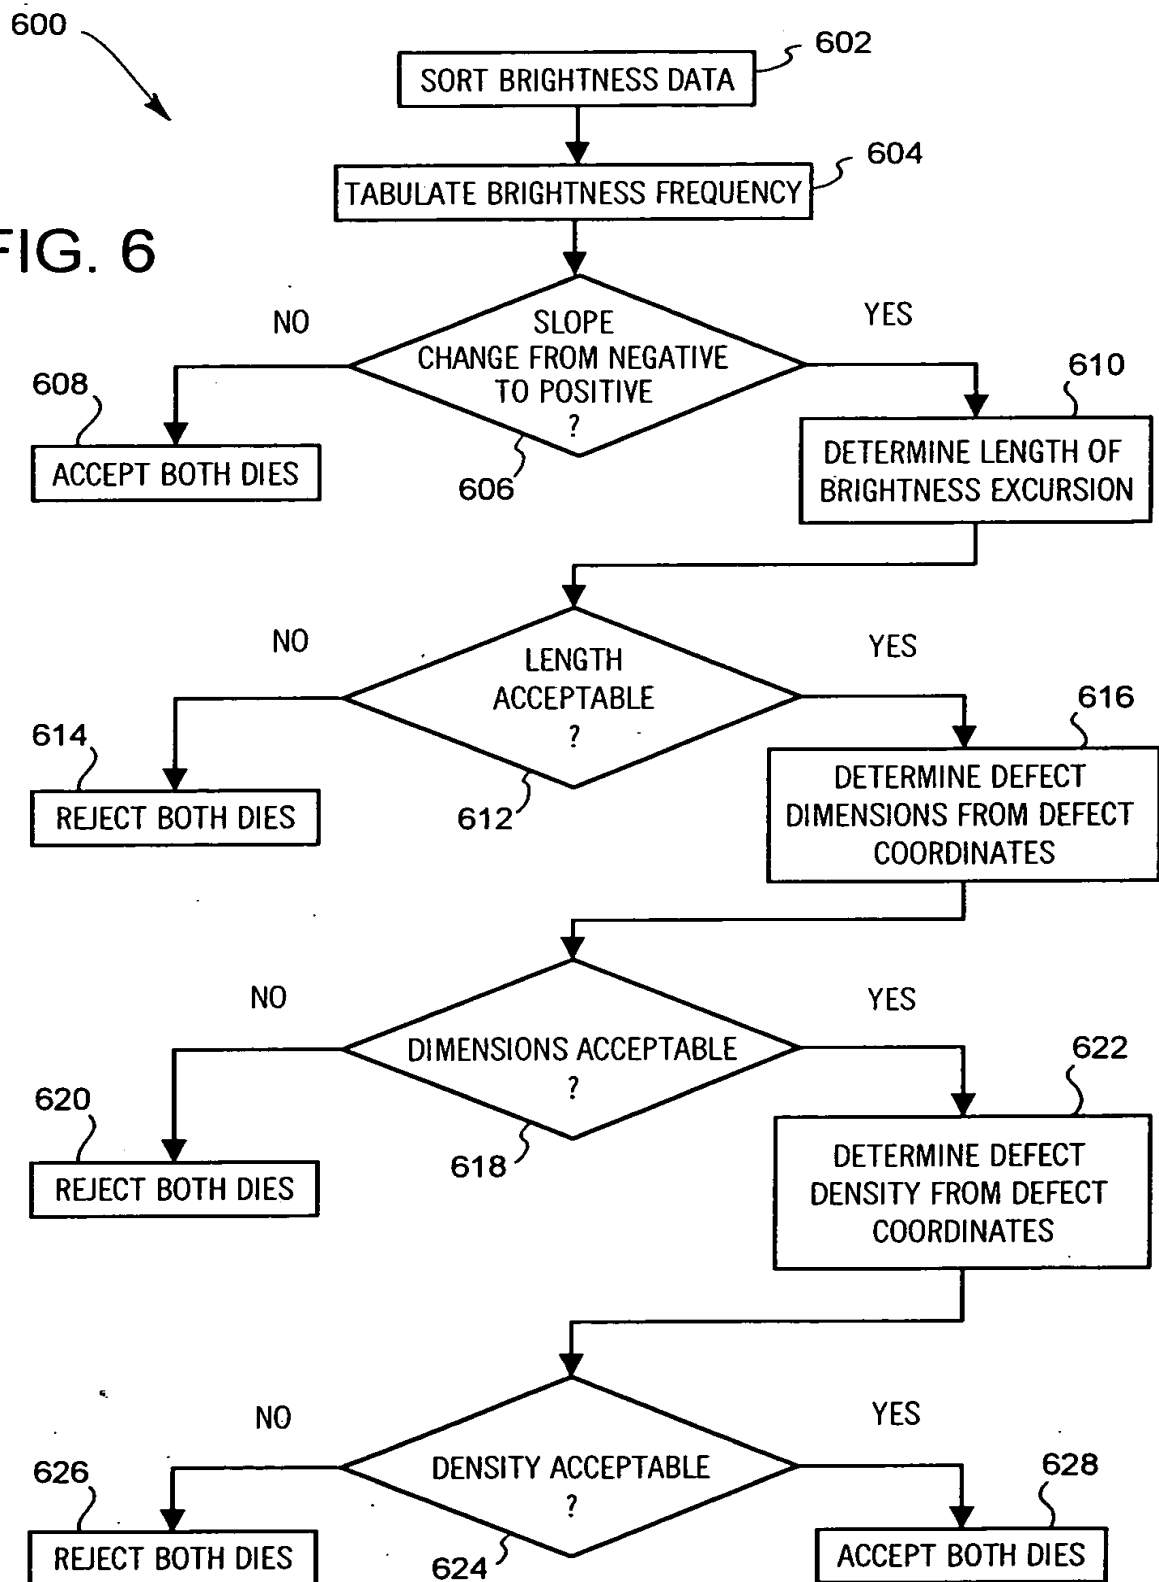 600
602
SORT BRIGHTNESS DATA
604
TABULATE BRIGHTNESS FREQUENCY
FIG. 6
NO
YES
SLOPE
CHANGE FROM NEGATIVE
TO POSITIVE
?
606
608
ACCEPT BOTH DIES
610
DETERMINE LENGTH OF
BRIGHTNESS EXCURSION
NO
YES
LENGTH
ACCEPTABLE
?
612
614
REJECT BOTH DIES
616
DETERMINE DEFECT
DIMENSIONS FROM DEFECT
COORDINATES
NO
YES
DIMENSIONS ACCEPTABLE
?
618
620
REJECT BOTH DIES
622
DETERMINE DEFECT
DENSITY FROM DEFECT
COORDINATES
NO
YES
DENSITY ACCEPTABLE
?
624
626
REJECT BOTH DIES
628
ACCEPT BOTH DIES